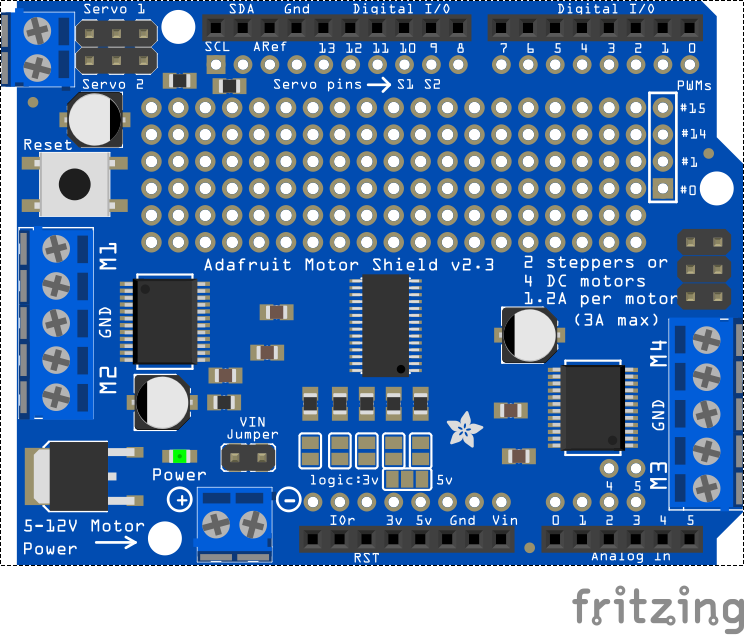 Servo 1
SDA Gnd Digital I/O Digital I/O
SCL ARef 13 12 11 10 9 8 7 6 5 4 3 2 1 0
Servo 2
Servo pins → S1 S2
PWMs
#15
#14
#1
#0
Reset
Adafruit Motor Shield v2.3
2 steppers or
4 DC motors
1.2A per motor
(3A max)
M1
GND
M2
M4
GND
M3
VIN
Jumper
Power
+
−
logic:3v 5v
4 5
5-12V Motor
Power
IOr 3v 5v Gnd Vin
0 1 2 3 4 5
RST
Analog In
fritzing